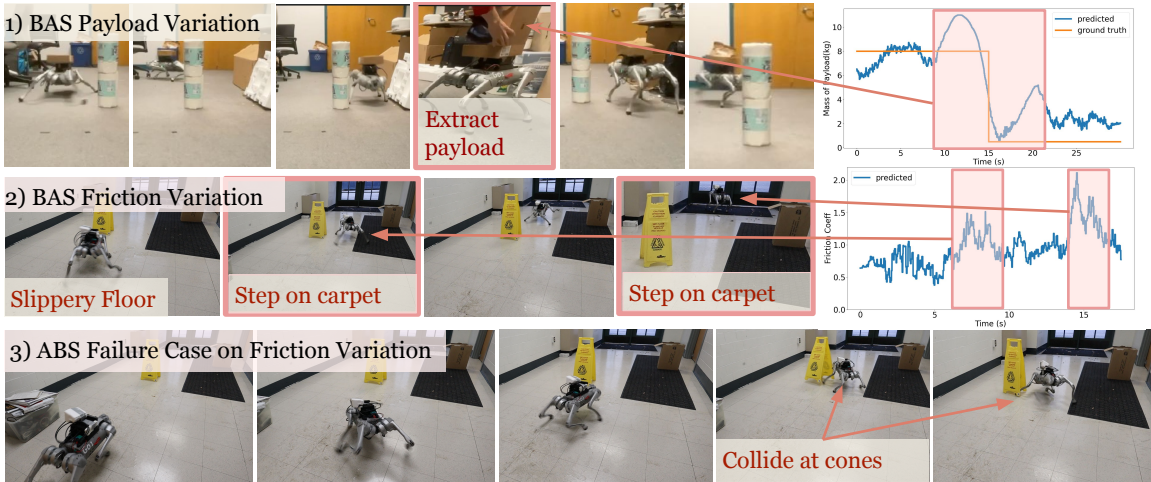 1) BAS Payload Variation
Extract
payload
Mass of Payload(kg)
10
8
6
4
2
0
predicted
ground truth
0 5 10 15 20 25
Time (s)
2) BAS Friction Variation
Slippery Floor
Step on carpet
Step on carpet
Friction Coeff
2.0
1.5
1.0
0.5
0.0
predicted
0 5 10 15
Time (s)
3) ABS Failure Case on Friction Variation
Collide at cones